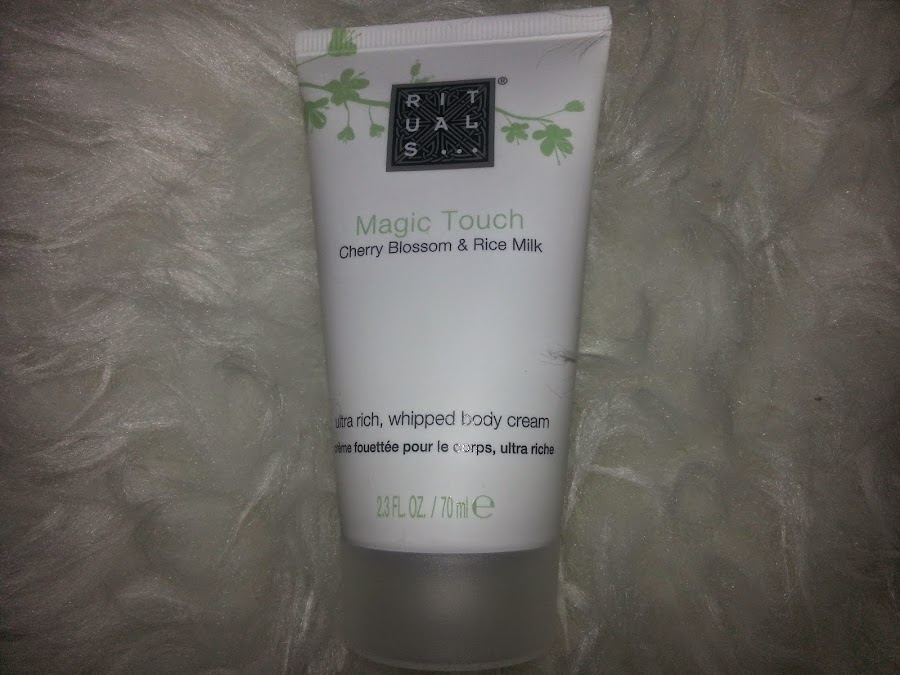 RIT
UAL
S...
®
Magic Touch
Cherry Blossom & Rice Milk
ultra rich, whipped body cream
crème fouettée pour le corps, ultra riche
2.3 FL. OZ. / 70 ml ℮